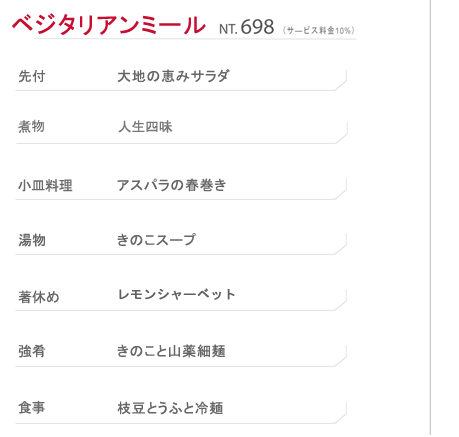 ベジタリアンミール NT. 698 (サービス料金10%)
先付 大地の恵みサラダ
煮物 人生四味
小皿料理 アスパラの春巻き
湯物 きのこスープ
著休め レモンシャーベット
強肴 きのこと山薬細麺
食事 枝豆とうふと冷麺